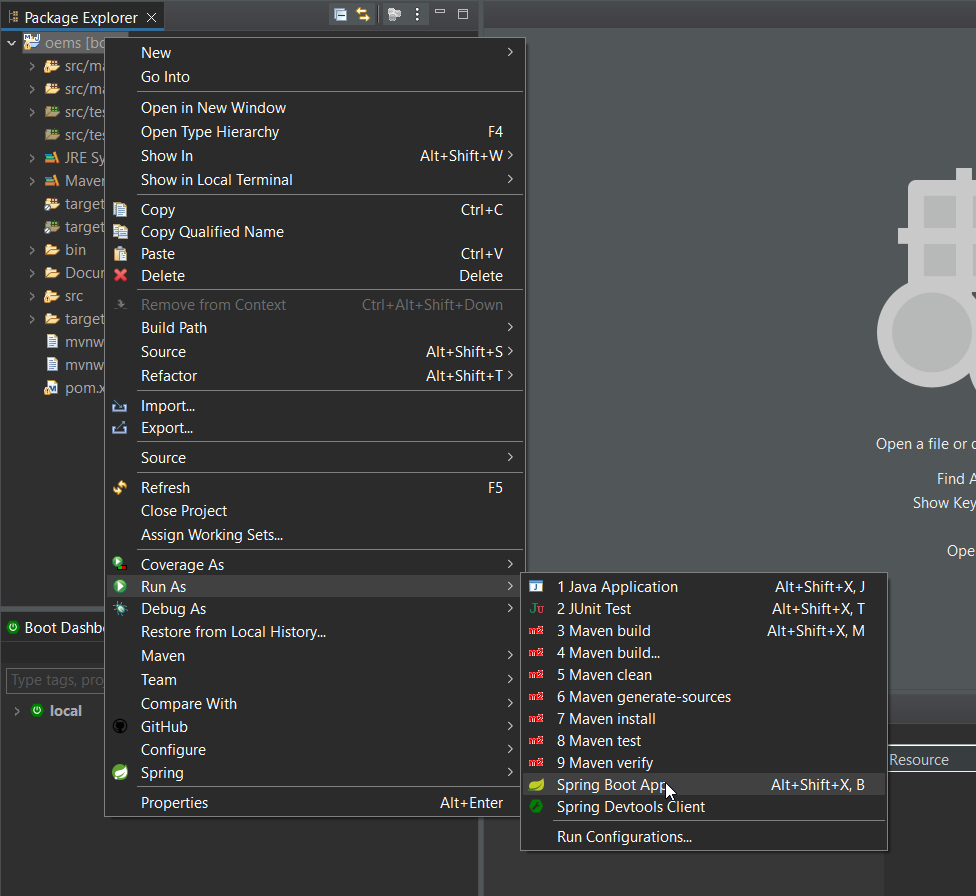 Package Explorer
oems [bo
src/ma
src/ma
src/tes
src/tes
JRE Sy
Maven
target
target
bin
Docum
src
target
mvnw
mvnw
pom.x
New
Go Into
Open in New Window
Open Type Hierarchy F4
Show In Alt+Shift+W
Show in Local Terminal
Copy Ctrl+C
Copy Qualified Name
Paste Ctrl+V
Delete Delete
Remove from Context Ctrl+Alt+Shift+Down
Build Path
Source Alt+Shift+S
Refactor Alt+Shift+T
Import...
Export...
Source
Refresh F5
Close Project
Assign Working Sets...
Coverage As
Run As
Debug As
Restore from Local History...
Maven
Team
Compare With
GitHub
Configure
Spring
Properties Alt+Enter
1 Java Application Alt+Shift+X, J
2 JUnit Test Alt+Shift+X, T
3 Maven build Alt+Shift+X, M
4 Maven build...
5 Maven clean
6 Maven generate-sources
7 Maven install
8 Maven test
9 Maven verify
Spring Boot App Alt+Shift+X, B
Spring Devtools Client
Run Configurations...
Boot Dashb
Type tags, pro
local
Open a file or
Find A
Show Key
Ope
Resource